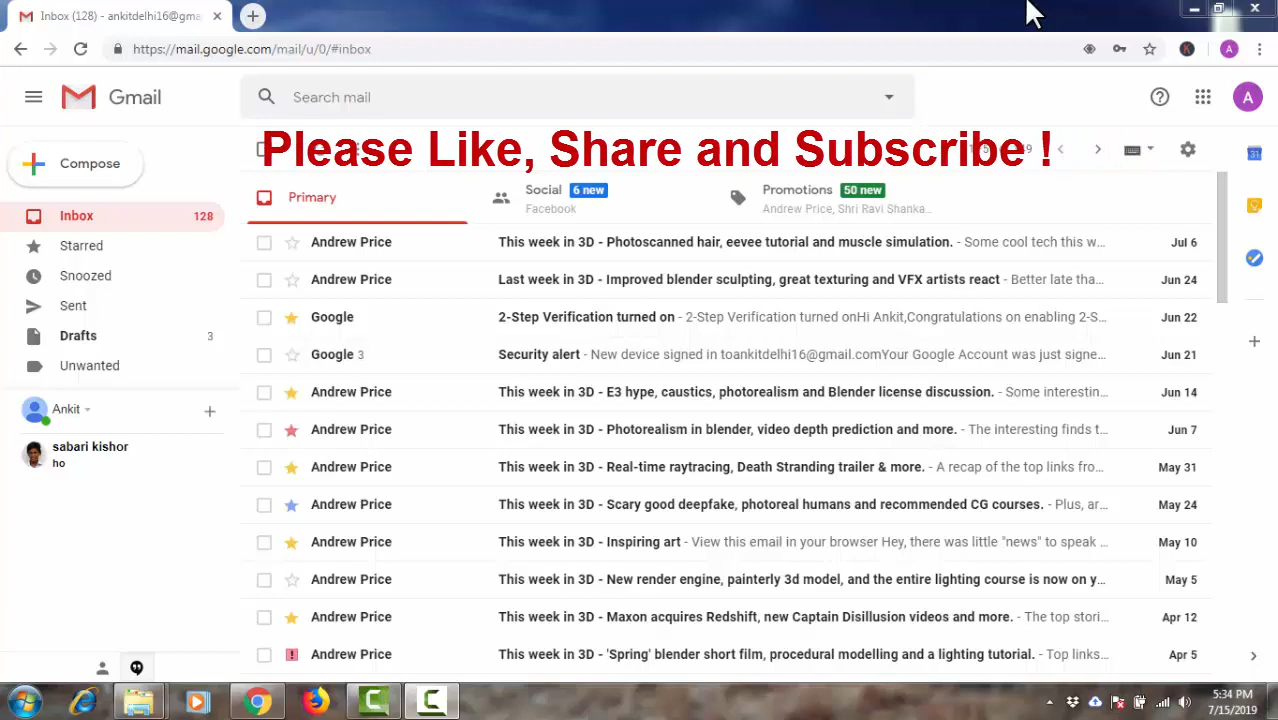 Inbox (128) - ankitdelhi16@gma
https://mail.google.com/mail/u/0/#inbox
A
Gmail
Search mail
A
Please Like, Share and Subscribe !
Compose
Primary
Social 6 new
Facebook
Promotions 50 new
Andrew Price, Shri Ravi Shanka...
Inbox 128
Starred
Snoozed
Sent
Drafts 3
Unwanted
Ankit
sabari kishor
ho
Andrew Price This week in 3D - Photoscanned hair, eevee tutorial and muscle simulation. - Some cool tech this w... Jul 6
Andrew Price Last week in 3D - Improved blender sculpting, great texturing and VFX artists react - Better late tha... Jun 24
Google 2-Step Verification turned on - 2-Step Verification turned onHi Ankit,Congratulations on enabling 2-S... Jun 22
Google 3 Security alert - New device signed in toankitdelhi16@gmail.comYour Google Account was just signe... Jun 21
Andrew Price This week in 3D - E3 hype, caustics, photorealism and Blender license discussion. - Some interestin... Jun 14
Andrew Price This week in 3D - Photorealism in blender, video depth prediction and more. - The interesting finds t... Jun 7
Andrew Price This week in 3D - Real-time raytracing, Death Stranding trailer & more. - A recap of the top links fro... May 31
Andrew Price This week in 3D - Scary good deepfake, photoreal humans and recommended CG courses. - Plus, ar... May 24
Andrew Price This week in 3D - Inspiring art - View this email in your browser Hey, there was little "news" to speak ... May 10
Andrew Price This week in 3D - New render engine, painterly 3d model, and the entire lighting course is now on y... May 5
Andrew Price This week in 3D - Maxon acquires Redshift, new Captain Disillusion videos and more. - The top stori... Apr 12
Andrew Price This week in 3D - 'Spring' blender short film, procedural modelling and a lighting tutorial. - Top links... Apr 5
5:34 PM
7/15/2019